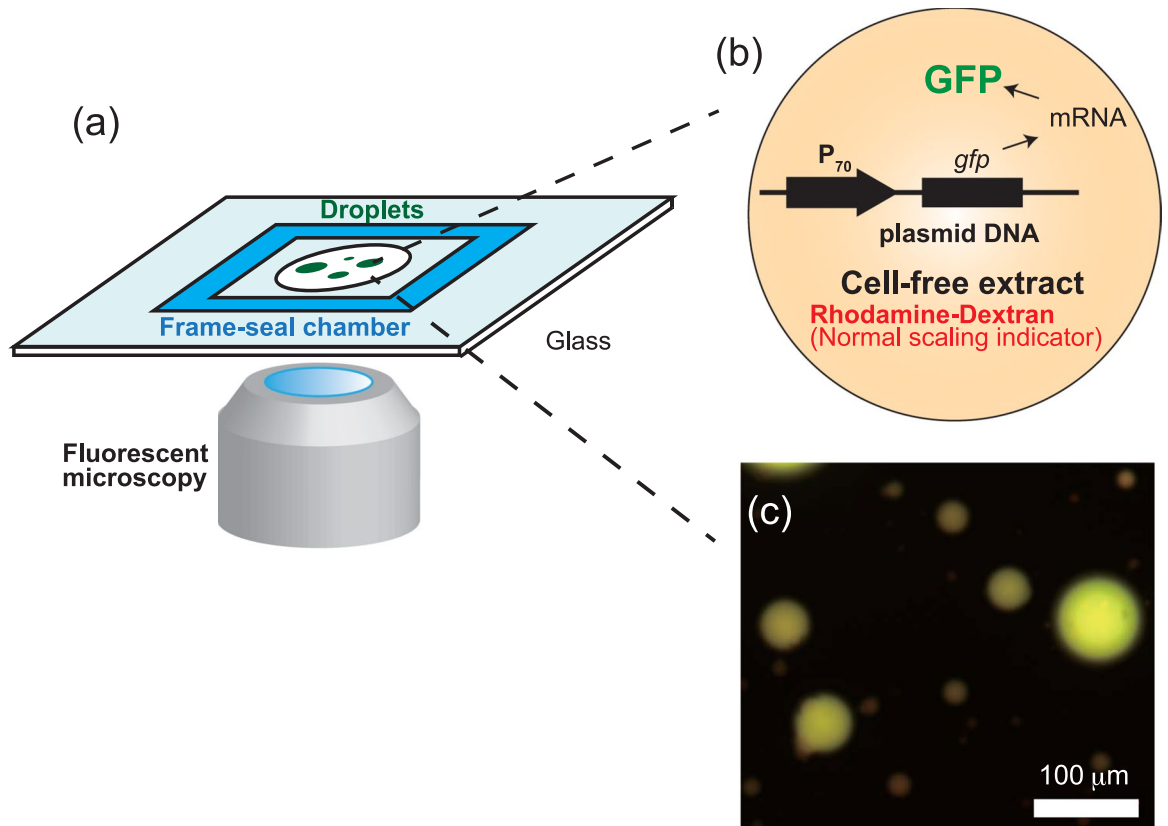 (a)
Droplets
Frame-seal chamber
Glass
Fluorescent
microscopy
(b)
GFP
mRNA
P70
gfp
plasmid DNA
Cell-free extract
Rhodamine-Dextran
(Normal scaling indicator)
(c)
100 μm